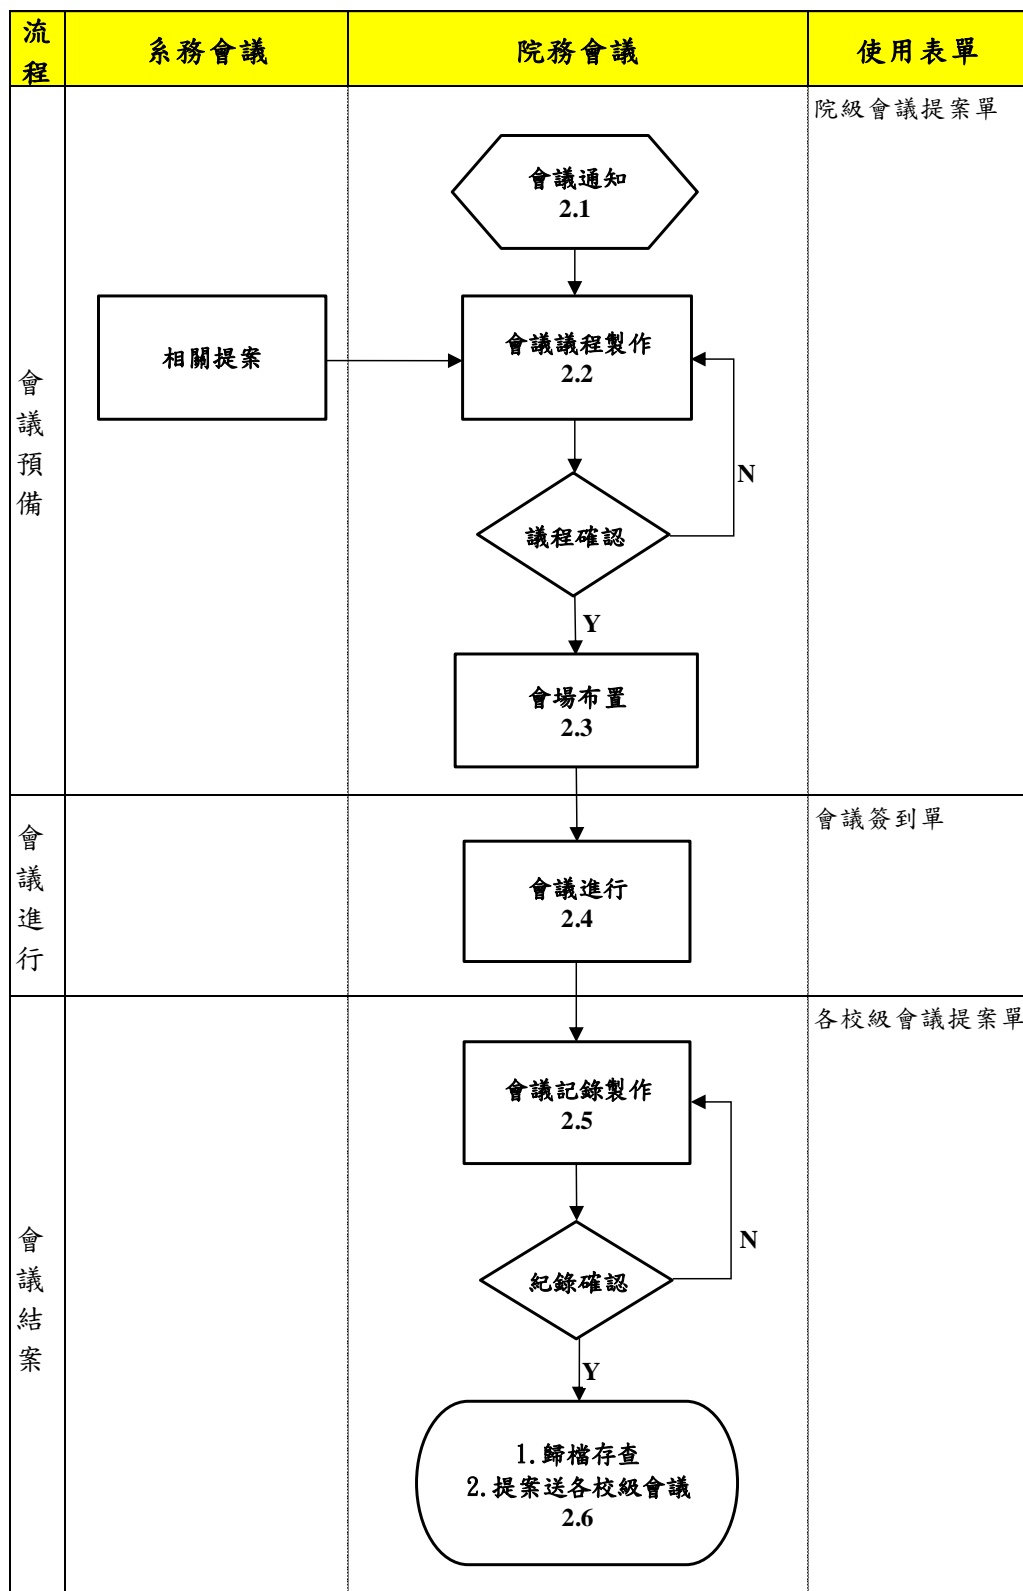 流程
系務會議
院務會議
使用表單
會議預備
院級會議提案單
會議通知
2.1
相關提案
會議議程製作
2.2
N
議程確認
Y
會場布置
2.3
會議進行
會議簽到單
會議進行
2.4
會議結案
各校級會議提案單
會議記錄製作
2.5
N
紀錄確認
Y
1.歸檔存查
2.提案送各校級會議
2.6